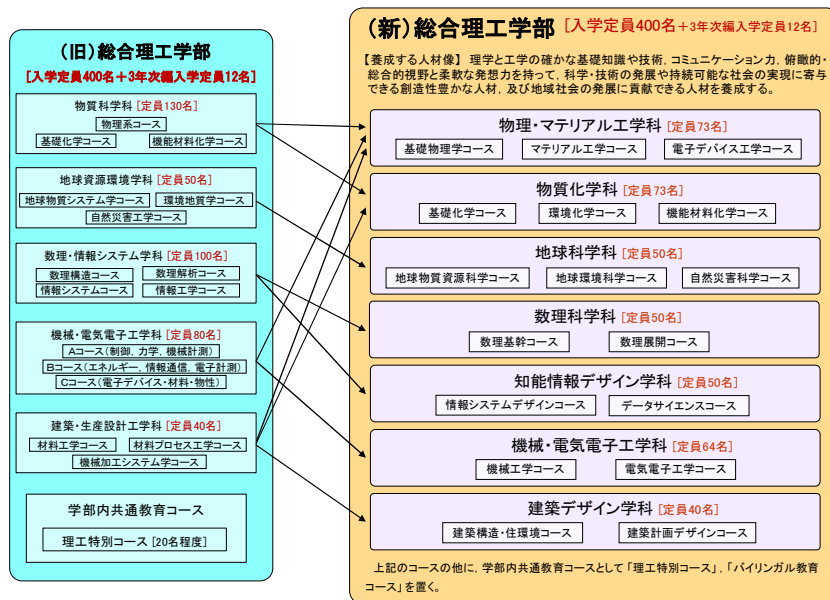 (旧)総合理工学部
[入学定員400名+3年次編入学定員12名]
物質科学科 [定員130名]
物理系コース
基礎化学コース 機能材料化学コース
地球資源環境学科 [定員50名]
地球物質システム学コース 環境地質学コース
自然災害工学コース
数理・情報システム学科 [定員100名]
数理構造コース 数理解析コース
情報システムコース 情報工学コース
機械・電気電子工学科 [定員80名]
Aコース(制御, 力学, 機械計測)
Bコース(エネルギー, 情報通信, 電子計測)
Cコース(電子デバイス・材料・物性)
建築・生産設計工学科 [定員40名]
材料工学コース 材料プロセス工学コース
機械加工システム学コース
学部内共通教育コース
理工特別コース [20名程度]
(新)総合理工学部 [入学定員400名+3年次編入学定員12名]
【養成する人材像】 理学と工学の確かな基礎知識や技術, コミュニケーション力, 俯瞰的・
総合的視野と柔軟な発想力を持って, 科学・技術の発展や持続可能な社会の実現に寄与
できる創造性豊かな人材, 及び地域社会の発展に貢献できる人材を養成する。
物理・マテリアル工学科 [定員73名]
基礎物理学コース マテリアル工学コース 電子デバイス工学コース
物質化学科 [定員73名]
基礎化学コース 環境化学コース 機能材料化学コース
地球科学科 [定員50名]
地球物質資源科学コース 地球環境科学コース 自然災害科学コース
数理科学科 [定員50名]
数理基幹コース 数理展開コース
知能情報デザイン学科 [定員50名]
情報システムデザインコース データサイエンスコース
機械・電気電子工学科 [定員64名]
機械工学コース 電気電子工学コース
建築デザイン学科 [定員40名]
建築構造・住環境コース 建築計画デザインコース
上記のコースの他に, 学部内共通教育コースとして「理工特別コース」, 「バイリンガル教育
コース」を置く。